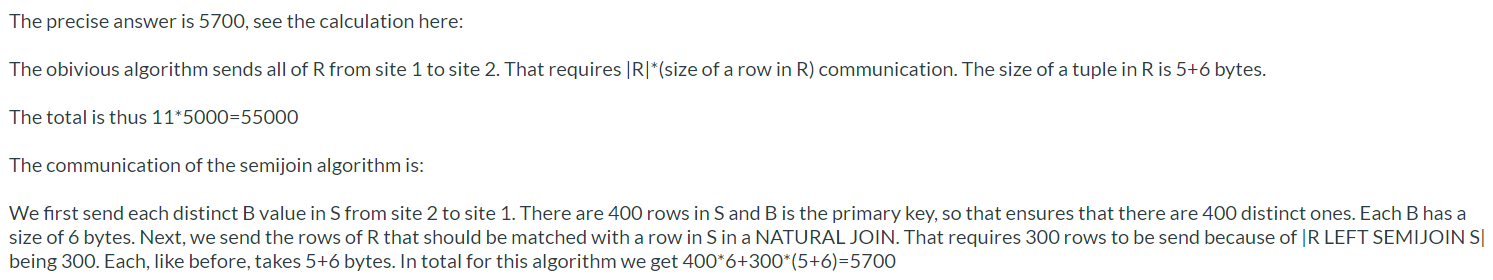 The precise answer is 5700, see the calculation here:
The obivious algorithm sends all of R from site 1 to site 2. That requires |R|*(size of a row in R) communication. The size of a tuple in R is 5+6 bytes.
The total is thus 11*5000=55000
The communication of the semijoin algorithm is:
We first send each distinct B value in S from site 2 to site 1. There are 400 rows in S and B is the primary key, so that ensures that there are 400 distinct ones. Each B has a
size of 6 bytes. Next, we send the rows of R that should be matched with a row in S in a NATURAL JOIN. That requires 300 rows to be send because of |R LEFT SEMIJOIN S|
being 300. Each, like before, takes 5+6 bytes. In total for this algorithm we get 400*6+300*(5+6)=5700